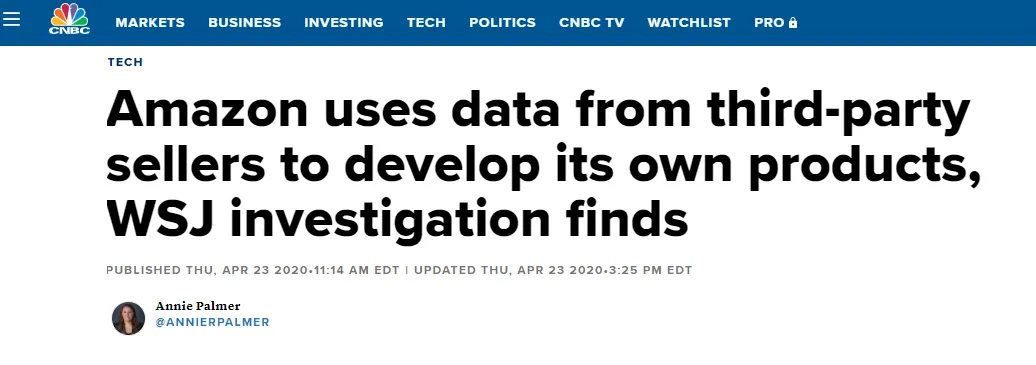 CNBC
MARKETS BUSINESS INVESTING TECH POLITICS CNBC TV WATCHLIST PRO
TECH
Amazon uses data from third-party
sellers to develop its own products,
WSJ investigation finds
PUBLISHED THU, APR 23 2020•11:14 AM EDT | UPDATED THU, APR 23 2020•3:25 PM EDT
Annie Palmer
@ANNIERPALMER